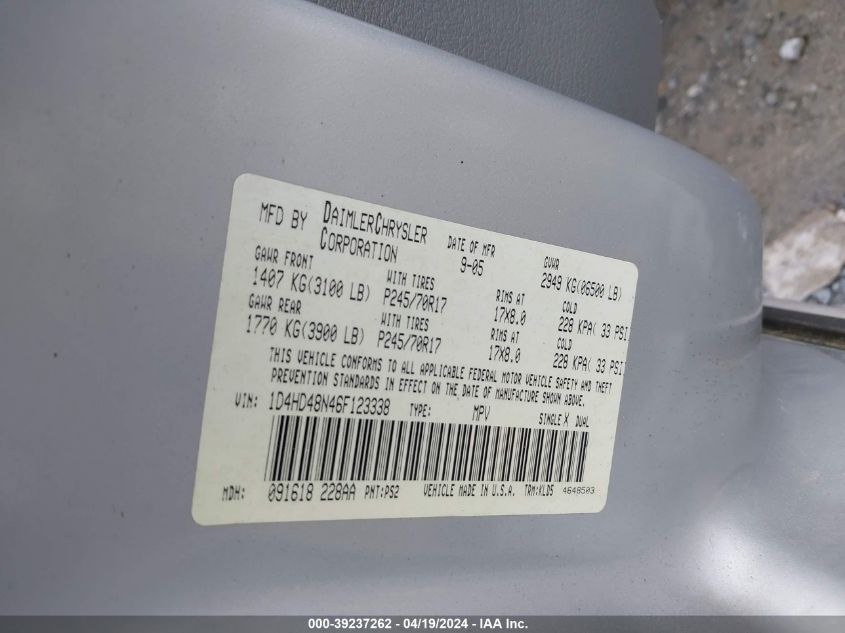 MFD BY DAIMLERCHRYSLER CORPORATION
DATE OF MFR 9-05
GVWR 2949 KG(06500 LB)
GAWR FRONT 1407 KG(3100 LB)
WITH TIRES P245/70R17
RIMS AT 17X8.0
COLD 228 KPA( 33 PSI
GAWR REAR 1770 KG(3900 LB)
WITH TIRES P245/70R17
RIMS AT 17X8.0
COLD 228 KPA( 33 PSI
THIS VEHICLE CONFORMS TO ALL APPLICABLE FEDERAL MOTOR VEHICLE SAFETY AND THEFT
PREVENTION STANDARDS IN EFFECT ON THE DATE OF MANUFACTURE SHOWN ABOVE.
VIN: 1D4HD48N46F123338 TYPE: MPV SINGLE X DUAL
MDH: 091618 228AA PNT:PS2 VEHICLE MADE IN U.S.A. TRM:KLD5 4648503
000-39237262 - 04/19/2024 - IAA Inc.